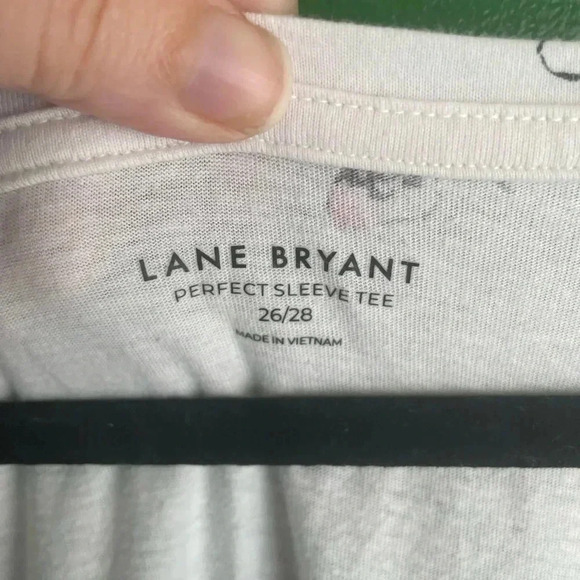 LANE BRYANT
PERFECT SLEEVE TEE
26/28
MADE IN VIETNAM